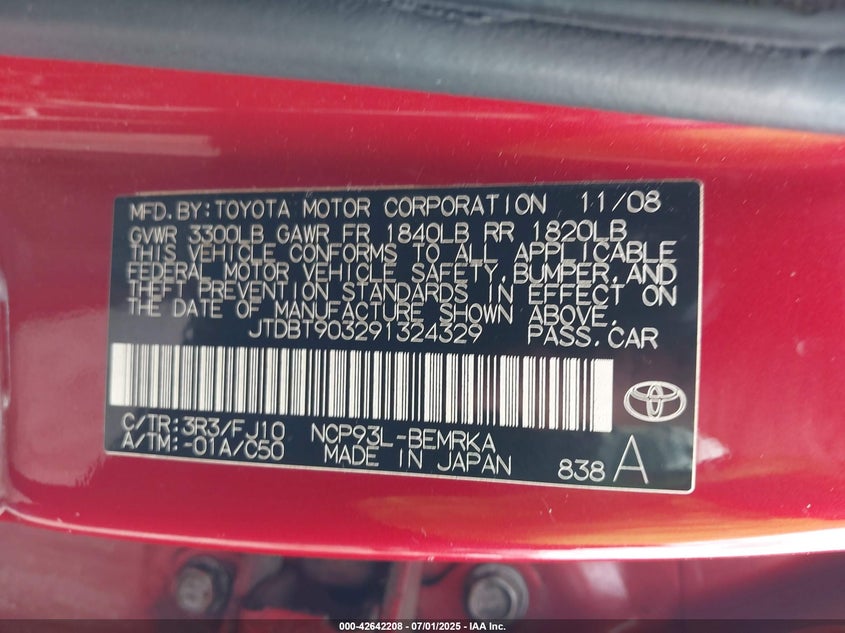 MFD. BY: TOYOTA MOTOR CORPORATION 11/08
GVWR 3300LB GAWR FR 1840LB RR 1820LB
THIS VEHICLE CONFORMS TO ALL APPLICABLE
FEDERAL MOTOR VEHICLE SAFETY, BUMPER, AND
THEFT PREVENTION STANDARDS IN EFFECT ON
THE DATE OF MANUFACTURE SHOWN ABOVE.
JTDBT903291324329 PASS. CAR
C/TR: 3R3/FJ10 NCP93L-BEMRKA
A/TM: -01A/C50 MADE IN JAPAN 838 A
000-42642208 - 07/01/2025 - IAA Inc.